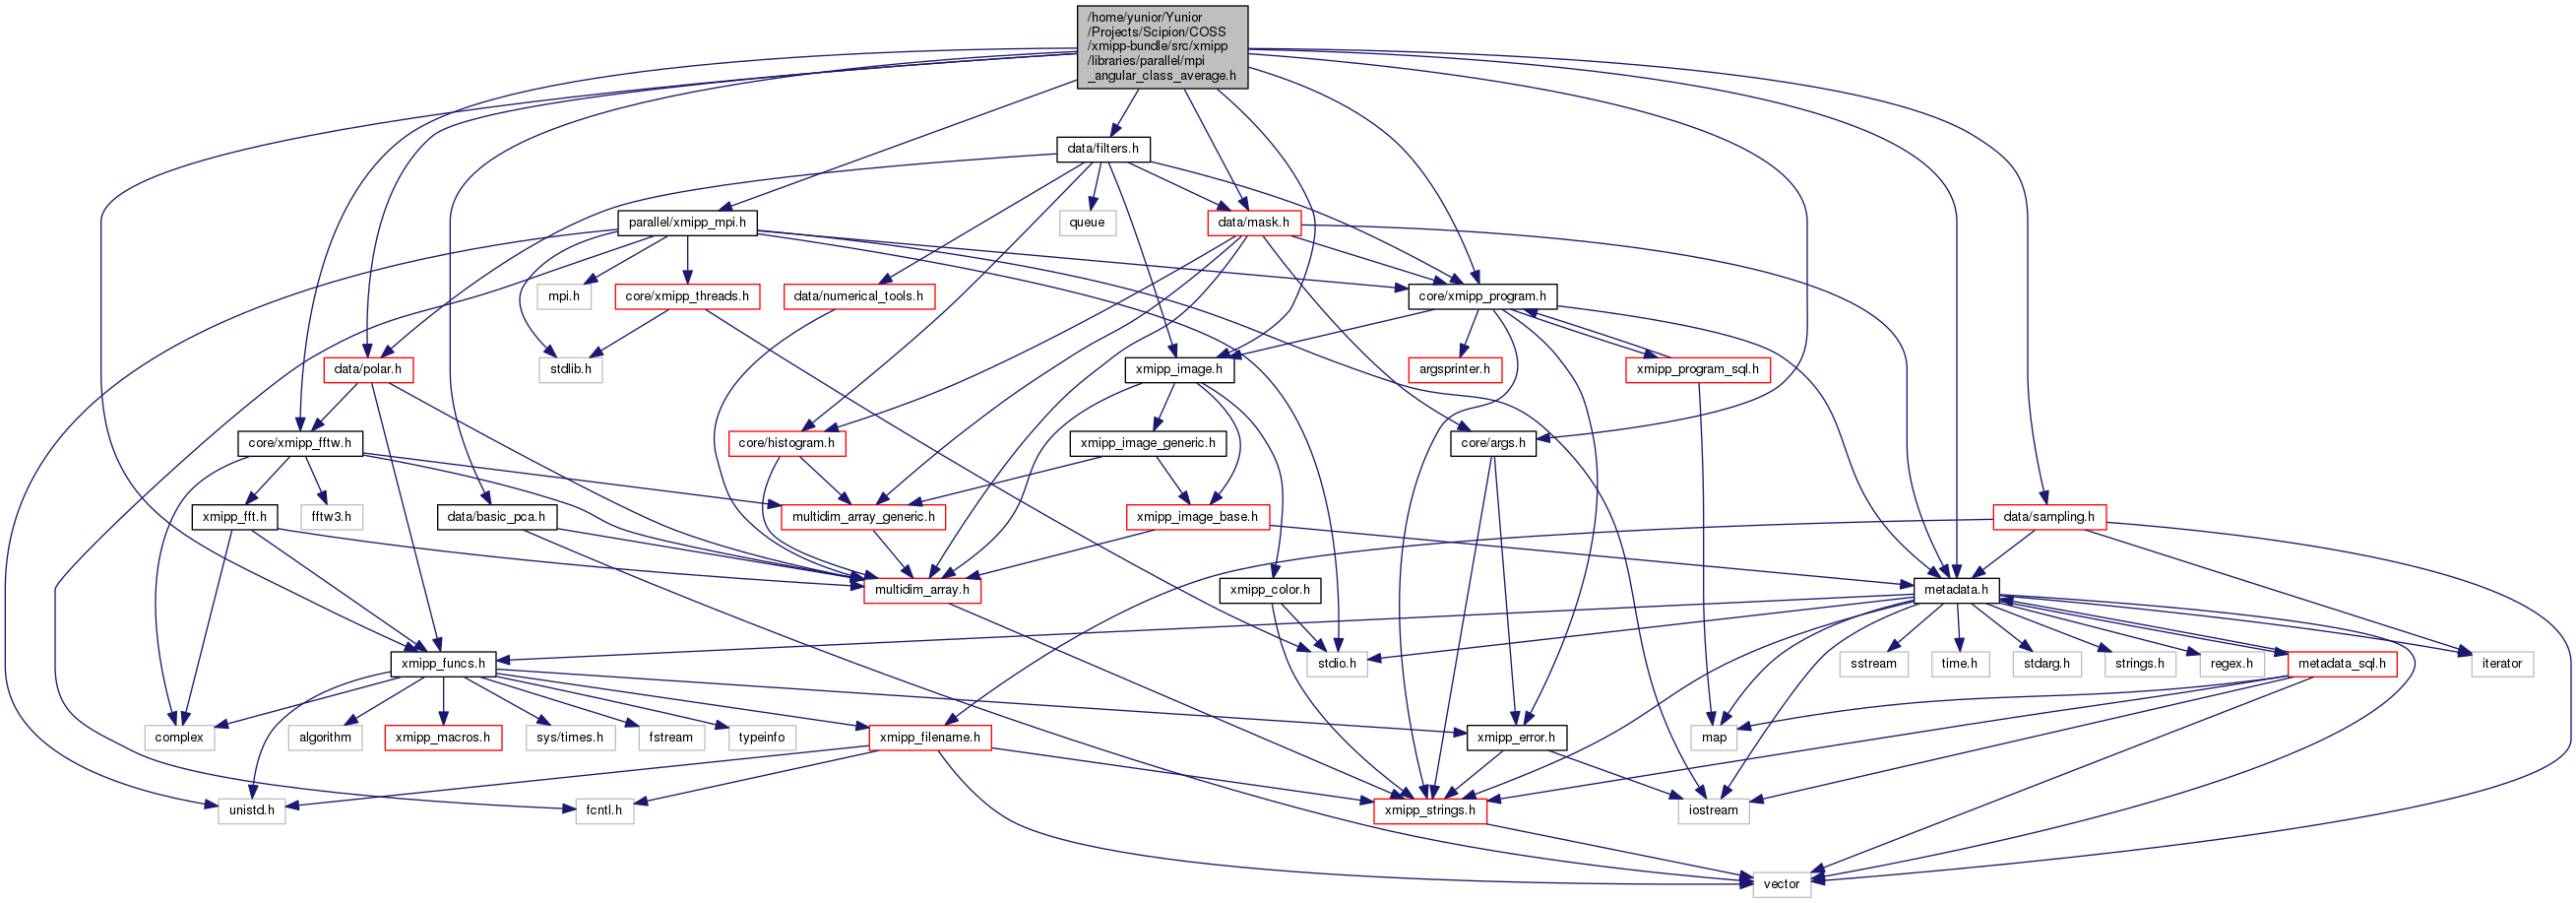 /home/yunior/Yunior
/Projects/Scipion/COSS
/xmipp-bundle/src/xmipp
/libraries/parallel/mpi
_angular_class_average.h
data/filters.h
parallel/xmipp_mpi.h
queue
data/mask.h
mpi.h
core/xmipp_threads.h
data/numerical_tools.h
core/xmipp_program.h
data/polar.h
stdlib.h
xmipp_image.h
argsprinter.h
xmipp_program_sql.h
core/xmipp_fftw.h
core/histogram.h
xmipp_image_generic.h
core/args.h
xmipp_fft.h
fftw3.h
data/basic_pca.h
multidim_array_generic.h
xmipp_image_base.h
data/sampling.h
multidim_array.h
xmipp_color.h
metadata.h
xmipp_funcs.h
stdio.h
sstream
time.h
stdarg.h
strings.h
regex.h
metadata_sql.h
iterator
complex
algorithm
xmipp_macros.h
sys/times.h
fstream
typeinfo
xmipp_filename.h
xmipp_error.h
map
unistd.h
fcntl.h
xmipp_strings.h
iostream
vector